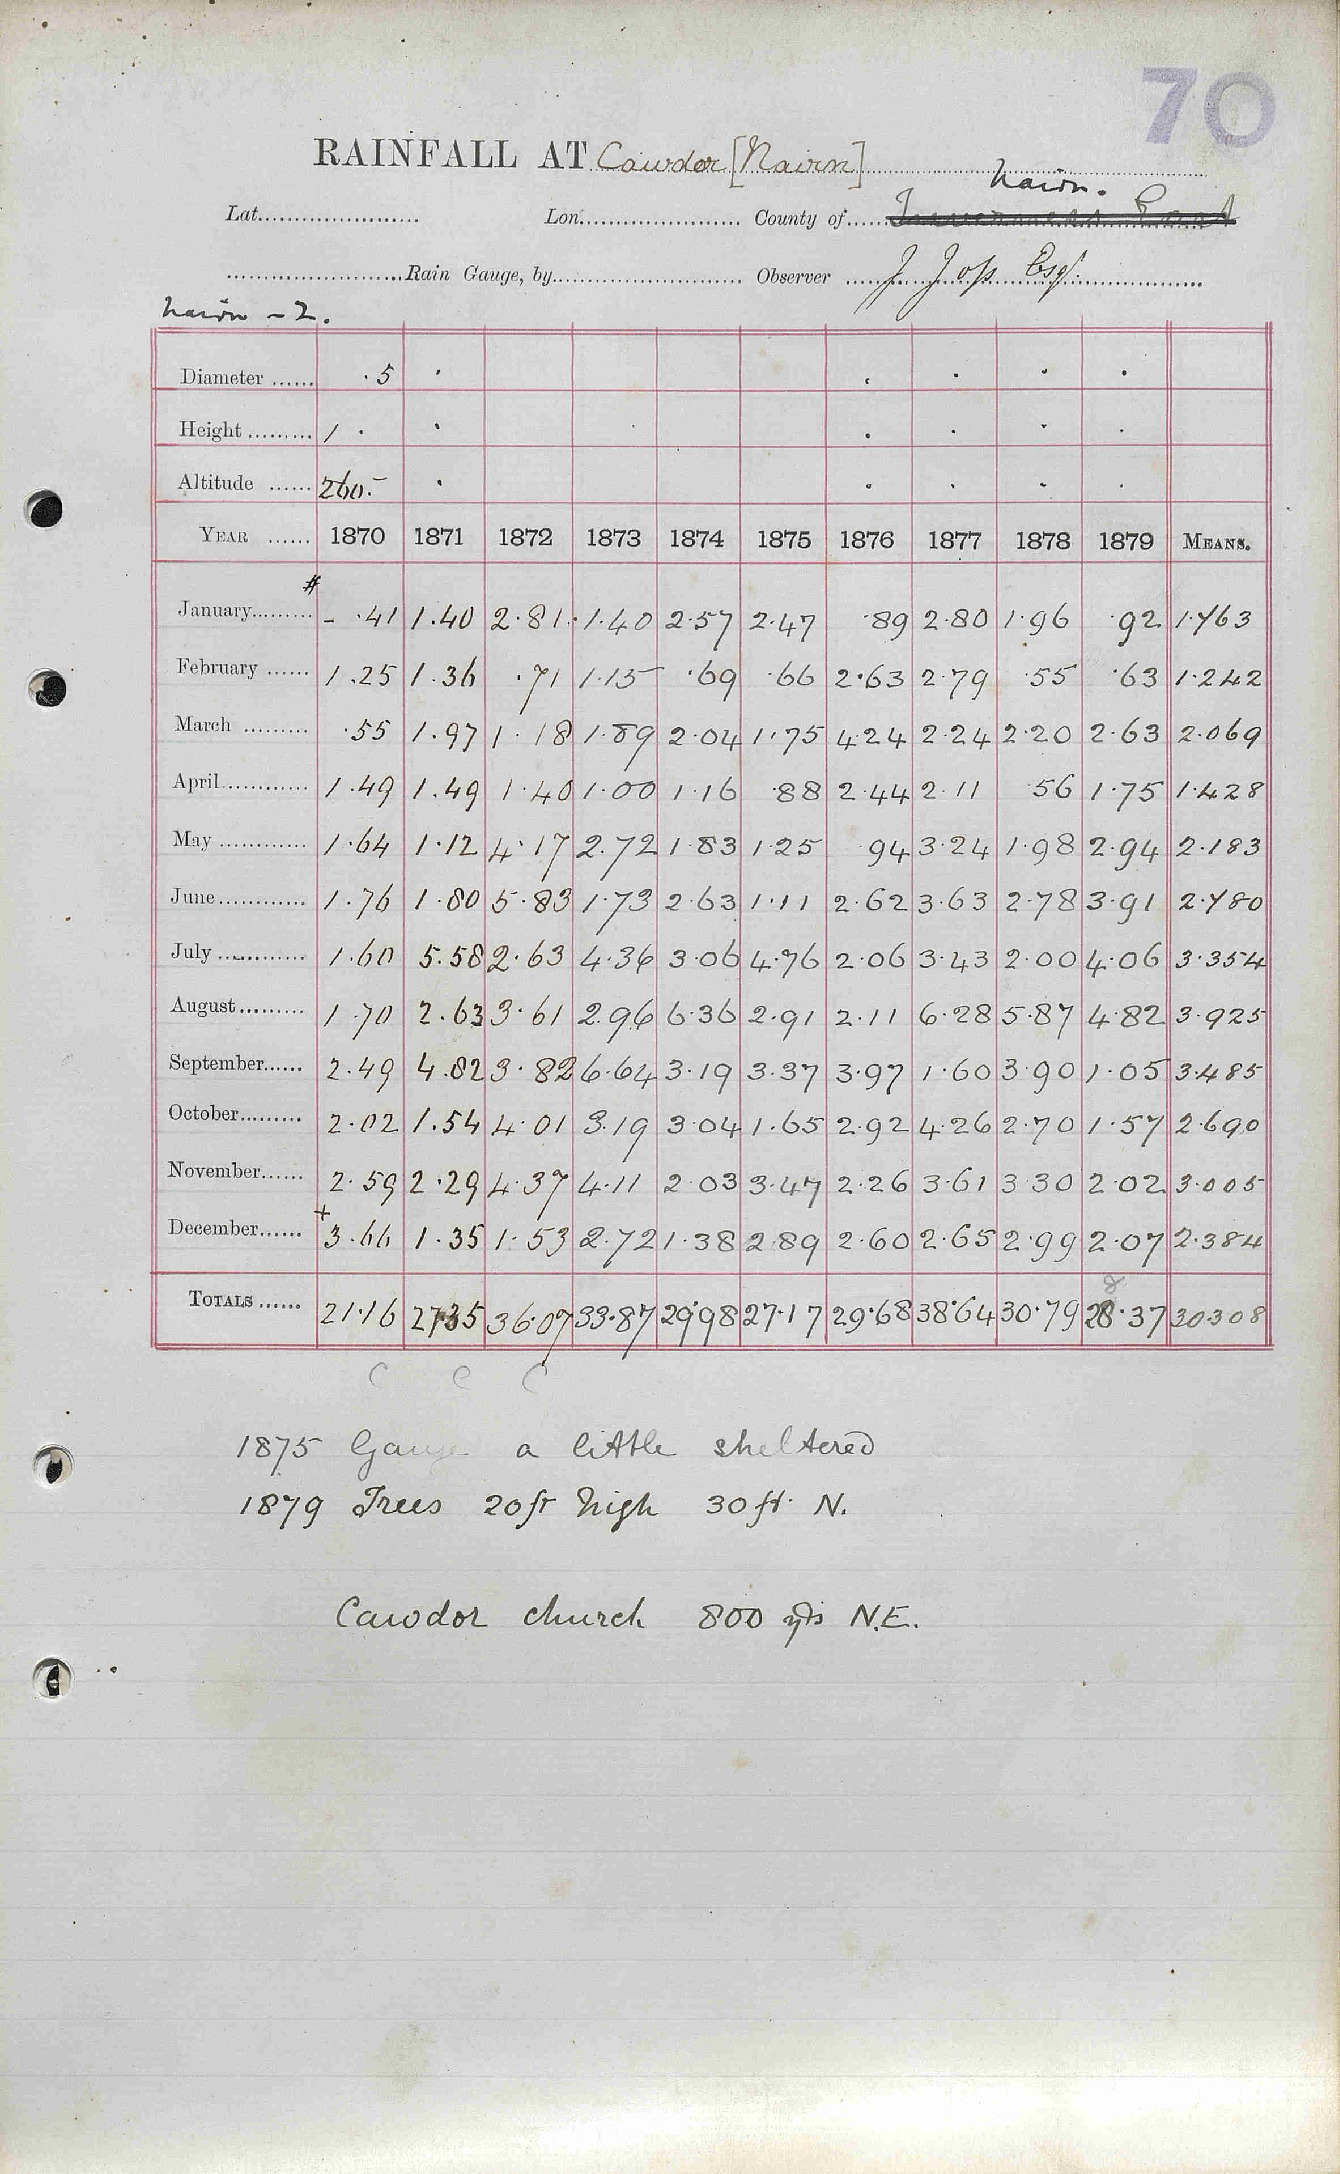 70
RAINFALL AT Cawdor [Nairn]
Nairn.
Lat. Lon. County of Inverness East
Rain Gauge, by Observer J Joss Esq.
Nairn - 2.
Diameter ...... .5
Height ......... 1 .
Altitude ...... 260.
YEAR ...... 1870 1871 1872 1873 1874 1875 1876 1877 1878 1879 MEANS.
#
January......... - .41 1.40 2.81 1.40 2.57 2.47 .89 2.80 1.96 .92 1.763
February ...... 1.25 1.36 .71 1.15 .69 .66 2.63 2.79 .55 .63 1.242
March ......... .55 1.97 1.18 1.89 2.04 1.75 4.24 2.24 2.20 2.63 2.069
April............ 1.49 1.49 1.40 1.00 1.16 .88 2.44 2.11 .56 1.75 1.428
May ............ 1.64 1.12 4.17 2.72 1.83 1.25 .94 3.24 1.98 2.94 2.183
June............ 1.76 1.80 5.83 1.73 2.63 1.11 2.62 3.63 2.78 3.91 2.780
July ............ 1.60 5.58 2.63 4.36 3.06 4.76 2.06 3.43 2.00 4.06 3.354
August......... 1.70 2.63 3.61 2.96 6.36 2.91 2.11 6.28 5.87 4.82 3.925
September...... 2.49 4.82 3.82 6.64 3.19 3.37 3.97 1.60 3.90 1.05 3.485
October......... 2.02 1.54 4.01 3.19 3.04 1.65 2.92 4.26 2.70 1.57 2.690
November...... 2.59 2.29 4.37 4.11 2.03 3.47 2.26 3.61 3.30 2.02 3.005
+
December...... 3.66 1.35 1.53 2.72 1.38 2.89 2.60 2.65 2.99 2.07 2.384
8
TOTALS ...... 21.16 27.35 36.07 33.87 29.98 27.17 29.68 38.64 30.79 28.37 30.308
C C C
1875 Gauge a little sheltered
1879 Trees 20 ft high 30 ft. N.
Cawdor church 800 yds N.E.